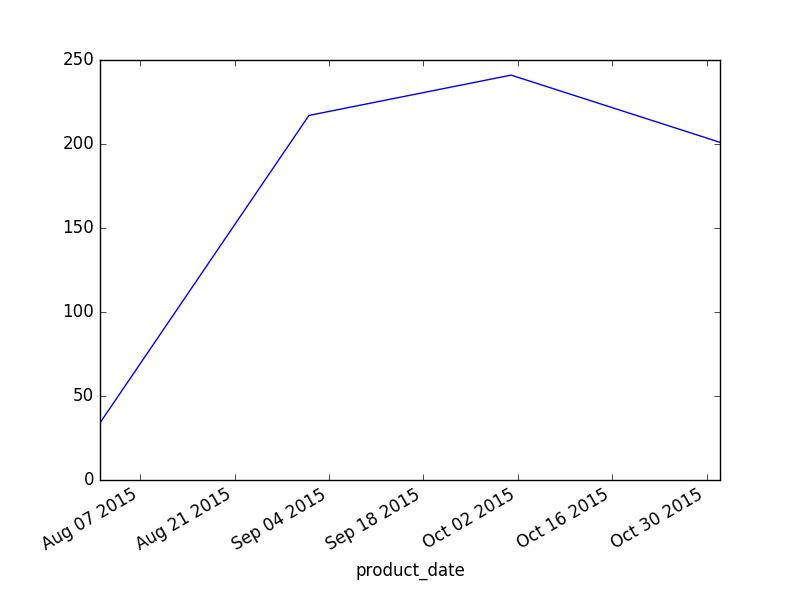 250
200
150
100
50
0
Aug 07 2015
Aug 21 2015
Sep 04 2015
Sep 18 2015
Oct 02 2015
Oct 16 2015
Oct 30 2015
product_date